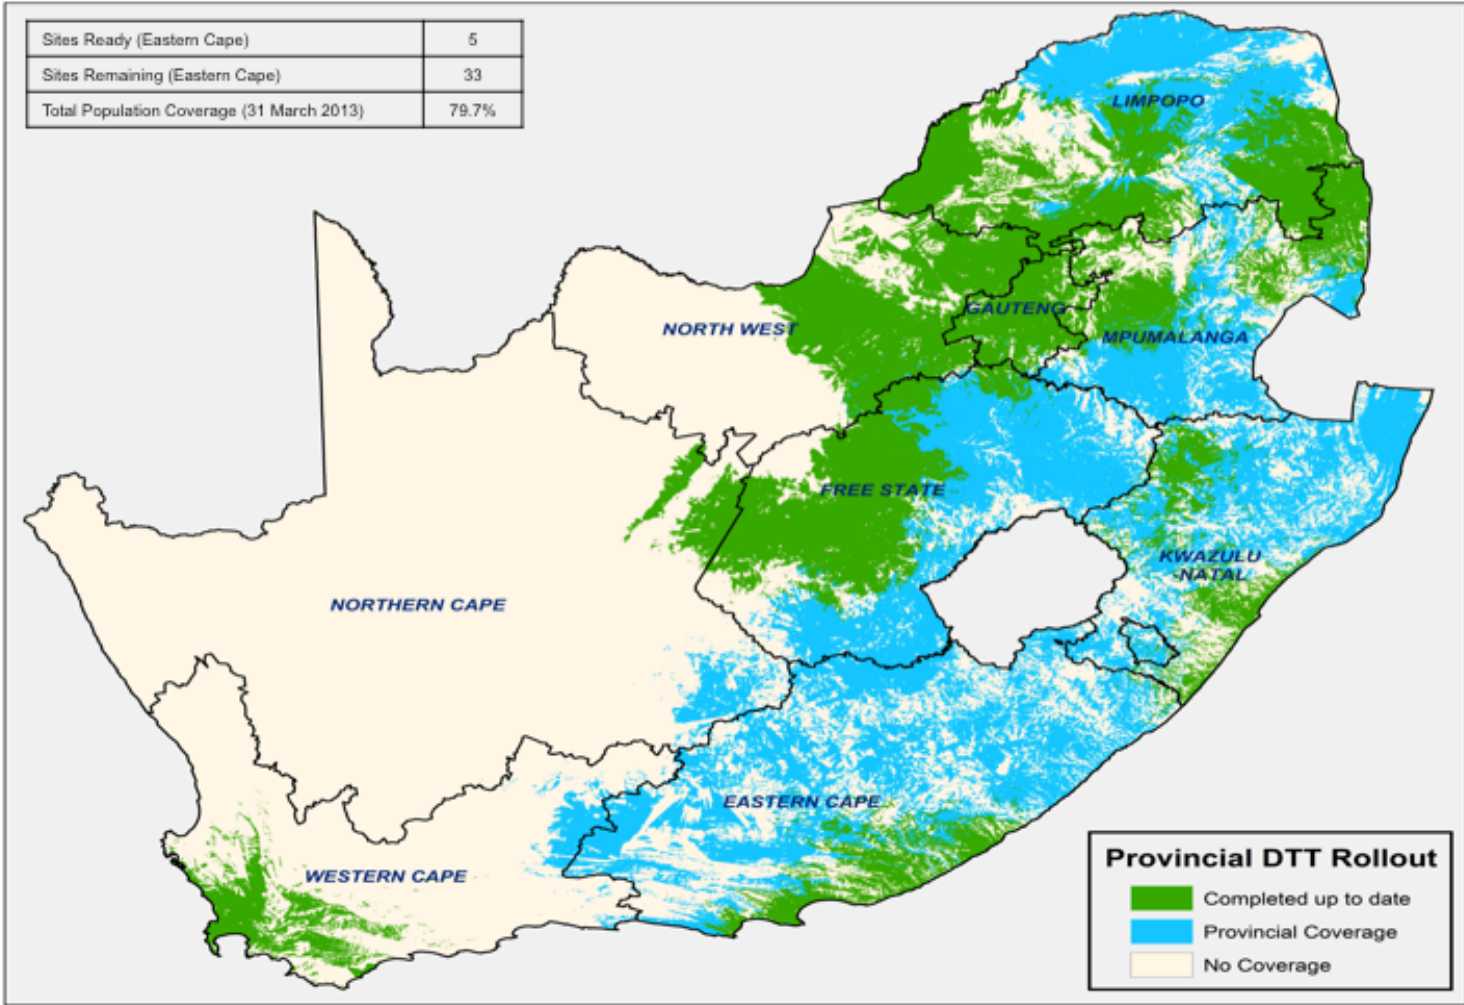 Sites Ready (Eastern Cape) 5
Sites Remaining (Eastern Cape) 33
Total Population Coverage (31 March 2013) 79.7%
LIMPOPO
NORTH WEST
GAUTENG
MPUMALANGA
FREE STATE
KWAZULU
-NATAL
NORTHERN CAPE
EASTERN CAPE
WESTERN CAPE
Provincial DTT Rollout
Completed up to date
Provincial Coverage
No Coverage